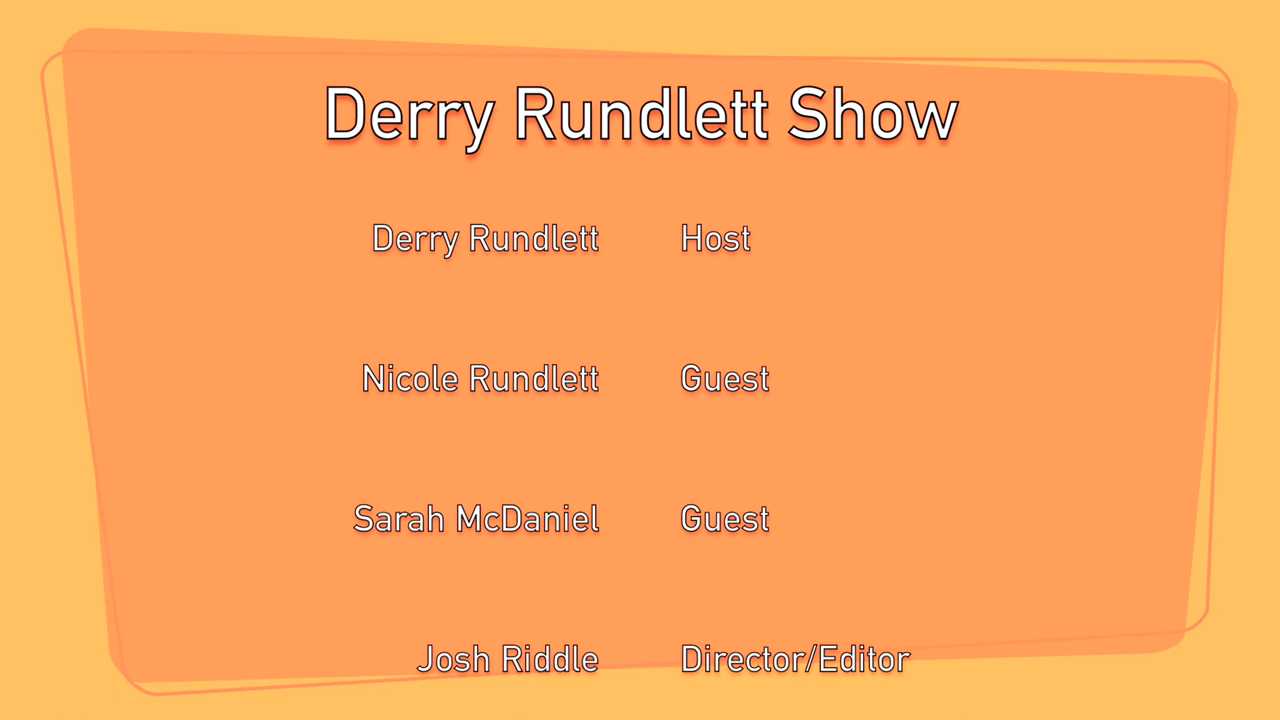 Derry Rundlett Show
Derry Rundlett Host
Nicole Rundlett Guest
Sarah McDaniel Guest
Josh Riddle Director/Editor